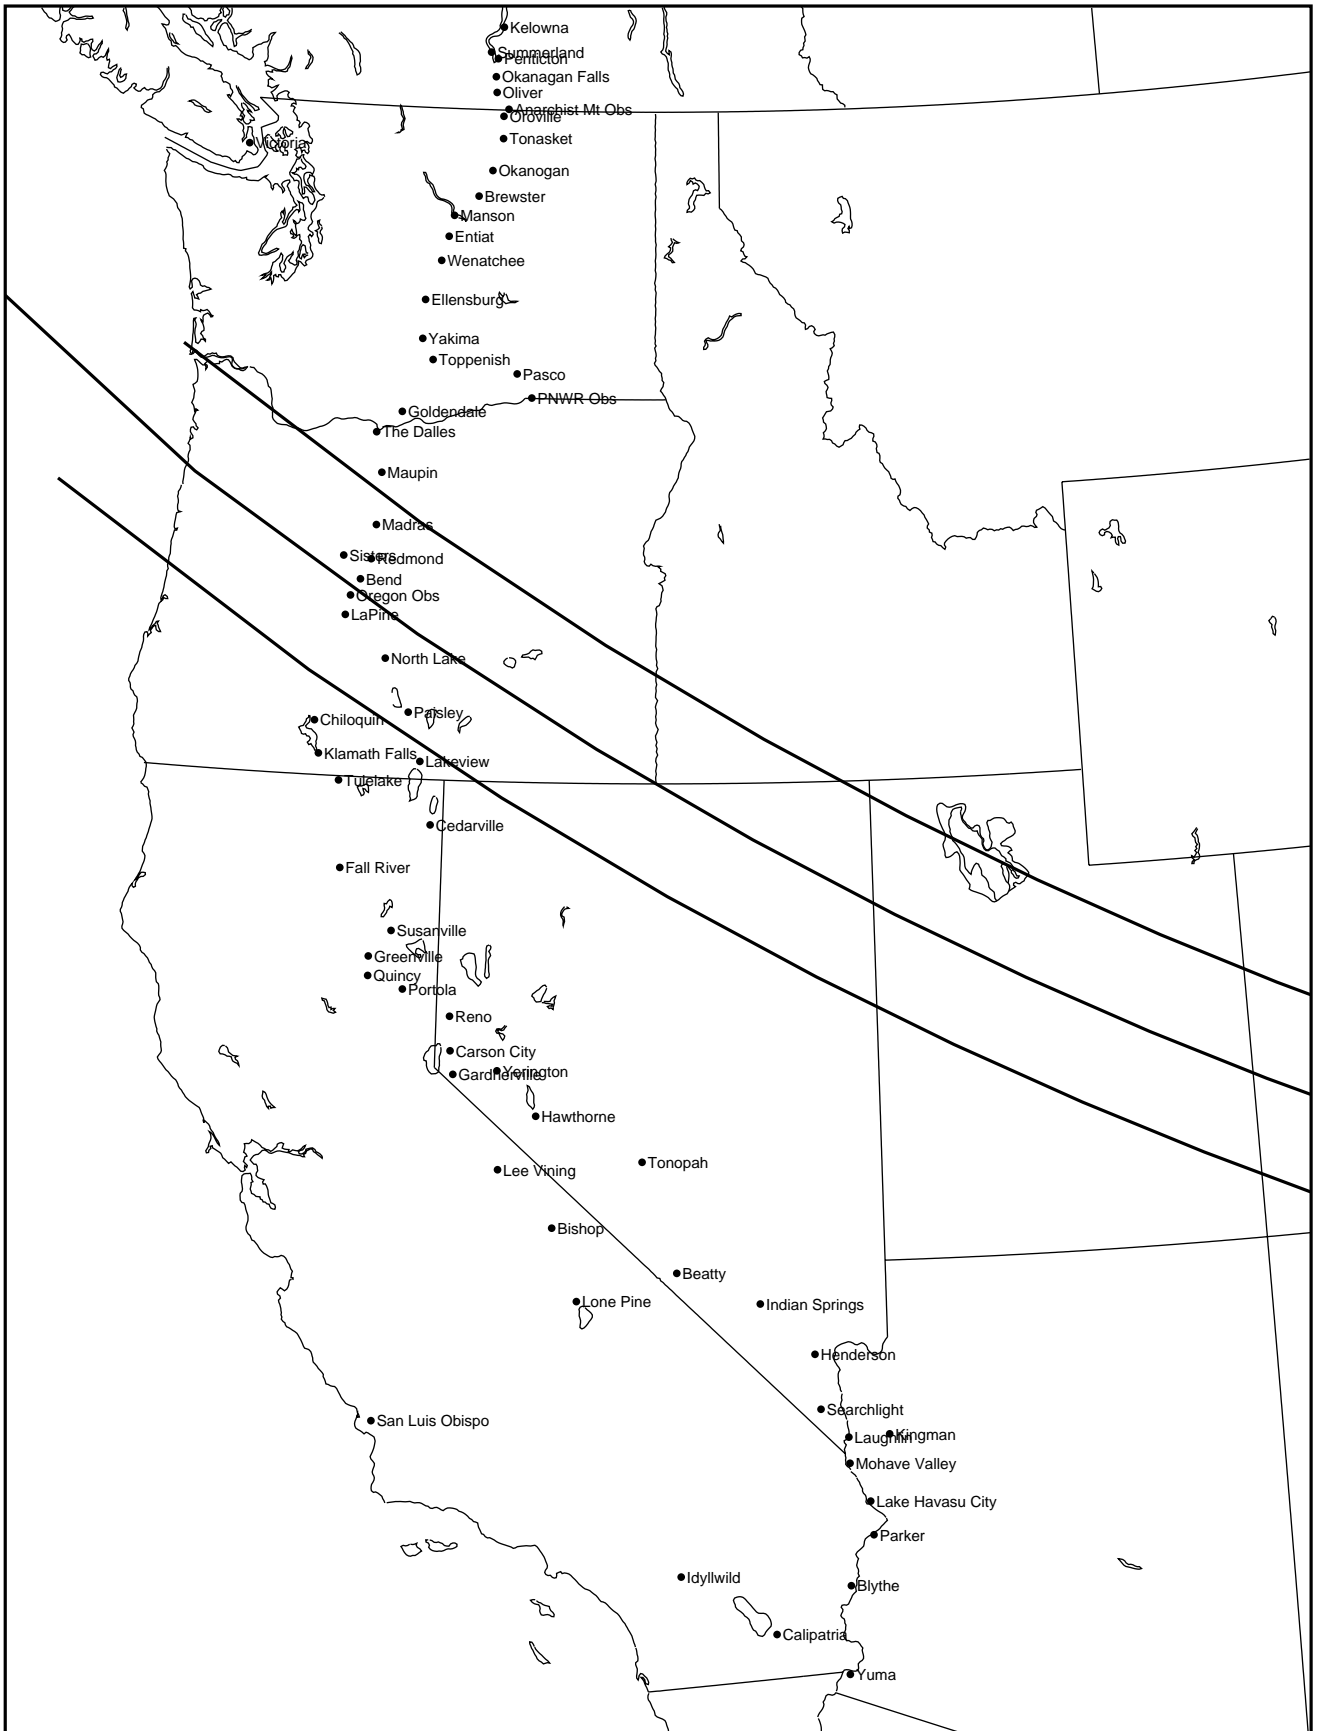 Kelowna
Summerland
Penticton
Okanagan Falls
Oliver
Anarchist Mt Obs
Oroville
Tonasket
Victoria
Okanogan
Brewster
Manson
Entiat
Wenatchee
Ellensburg
Yakima
Toppenish
Pasco
PNWR Obs
Goldendale
The Dalles
Maupin
Madras
Sisters
Redmond
Bend
Oregon Obs
LaPine
North Lake
Paisley
Chiloquin
Klamath Falls
Lakeview
Tulelake
Cedarville
Fall River
Susanville
Greenville
Quincy
Portola
Reno
Carson City
Yerington
Gardnerville
Hawthorne
Tonopah
Lee Vining
Bishop
Beatty
Lone Pine
Indian Springs
Henderson
Searchlight
San Luis Obispo
Kingman
Laughlin
Mohave Valley
Lake Havasu City
Parker
Idyllwild
Blythe
Calipatria
Yuma